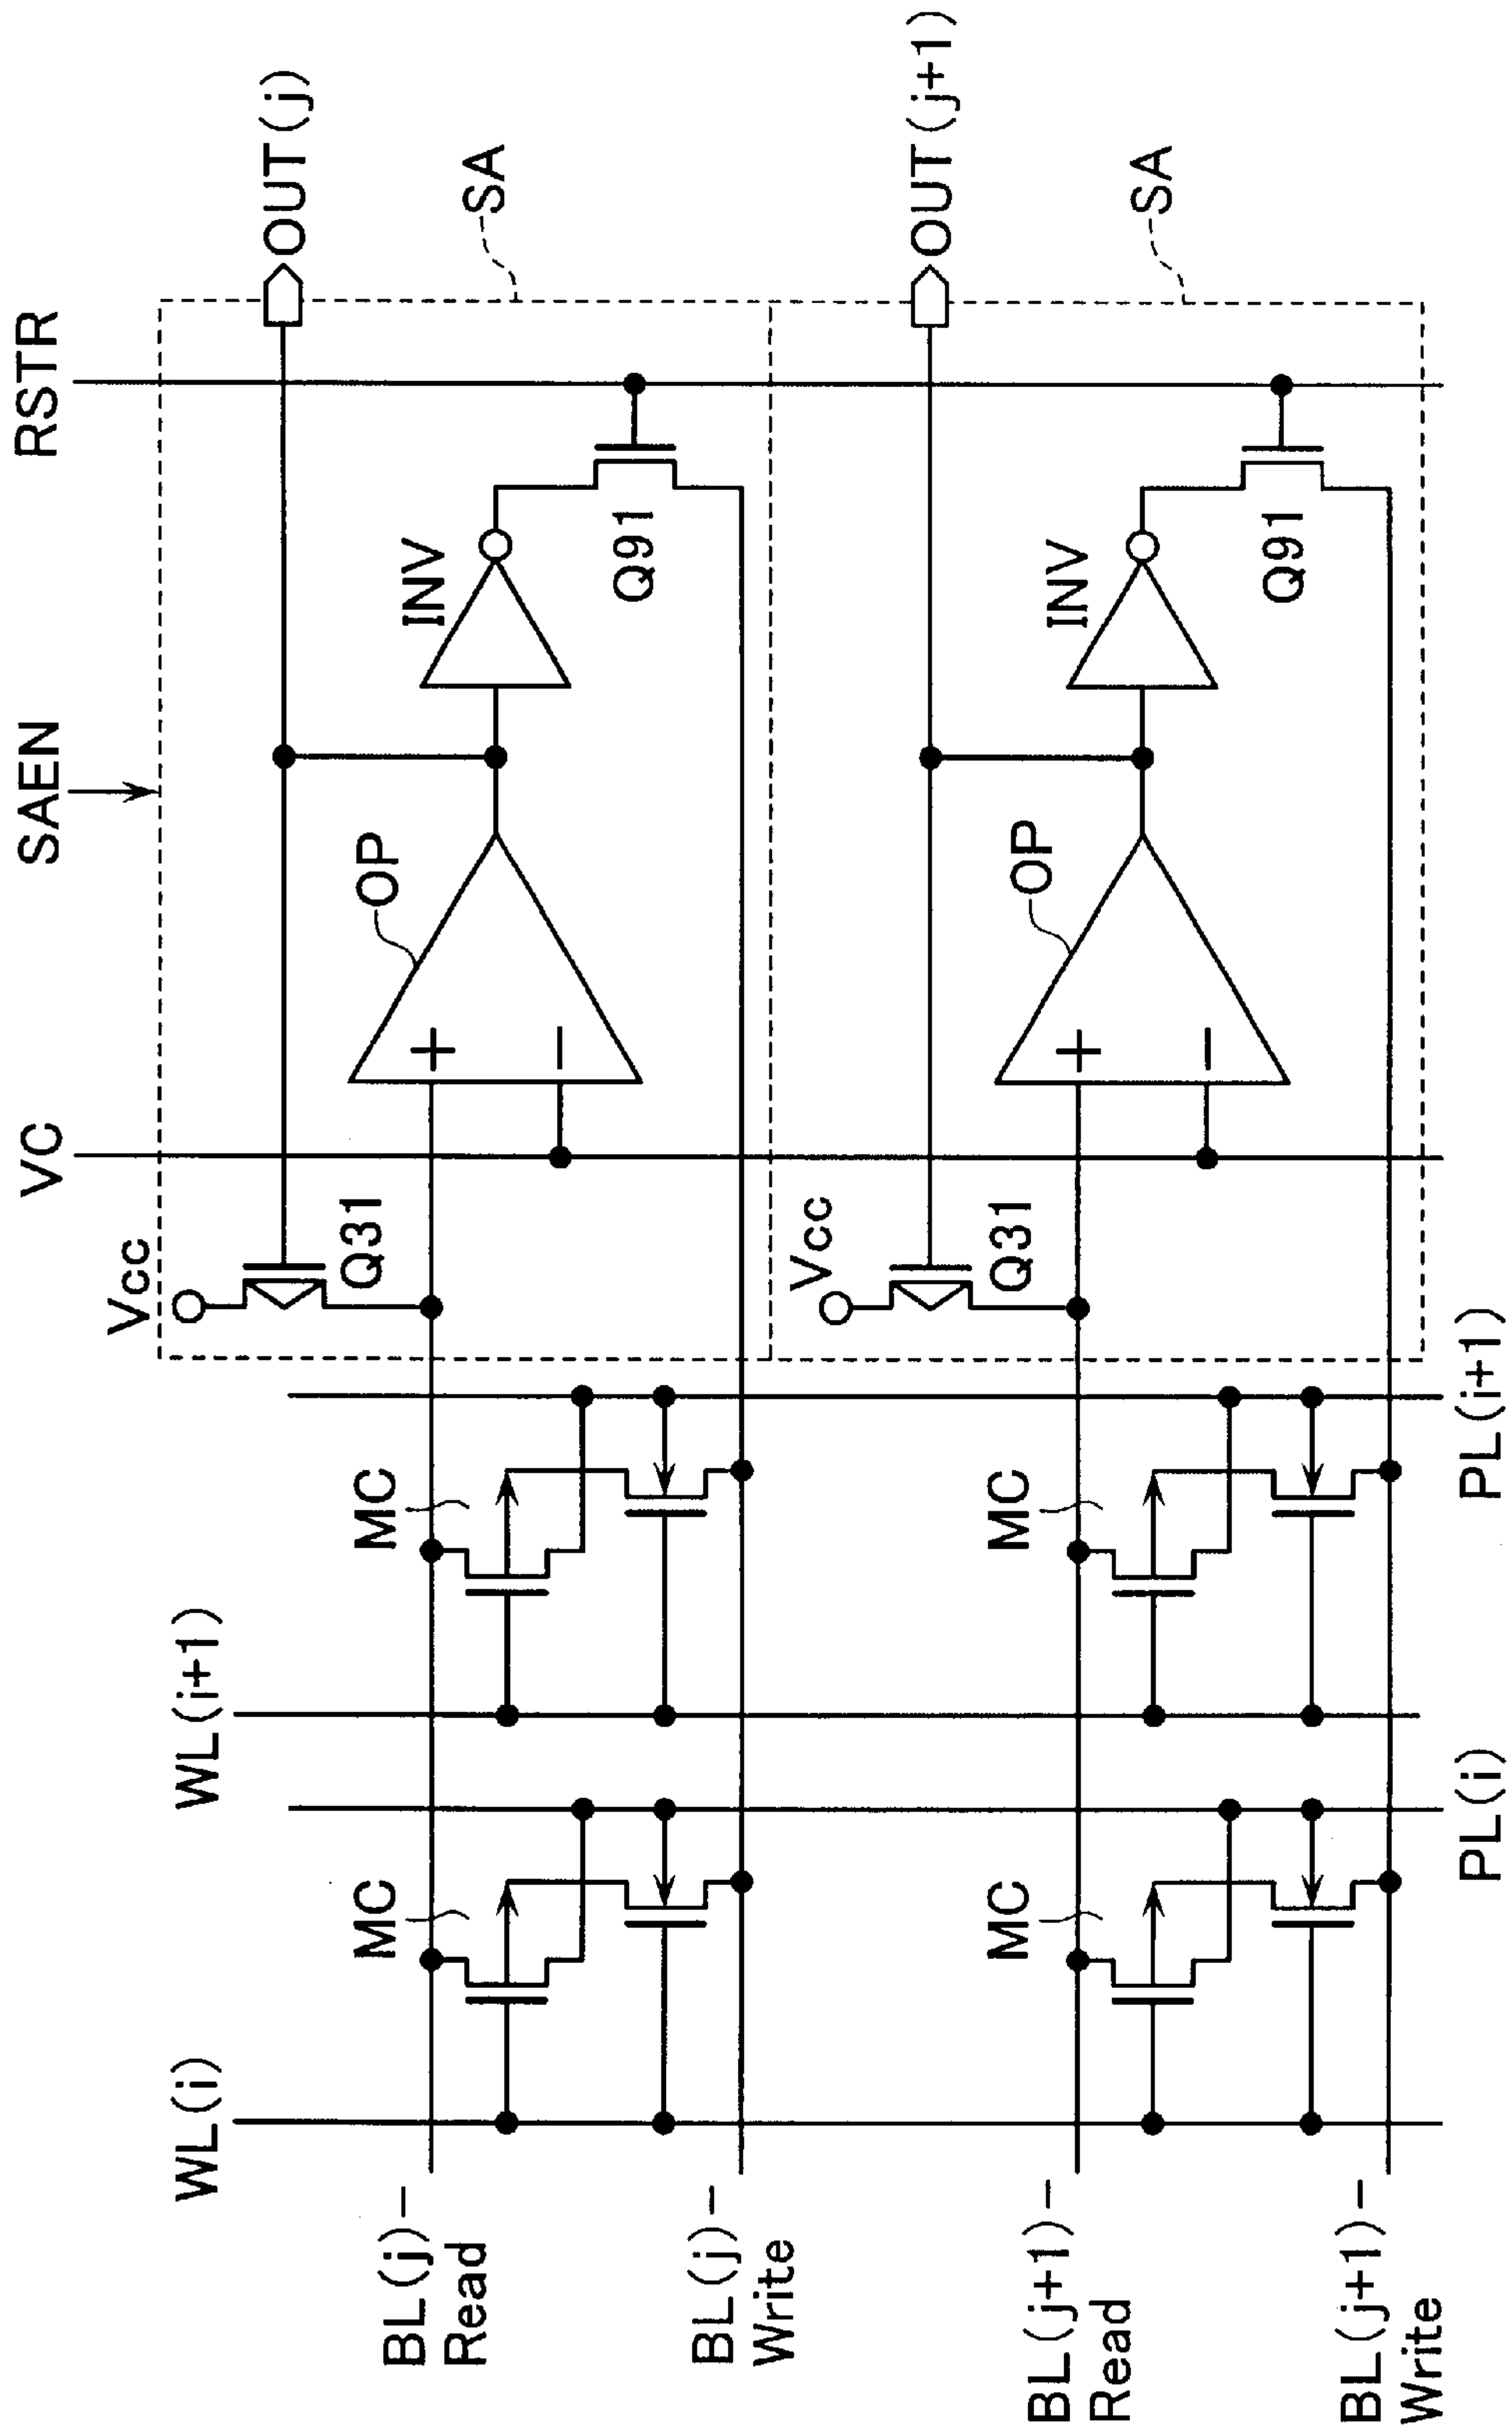 WL(i)
WL(i+1)
Vcc
VC
SAEN
RSTR
BL(j)-
Read
MC
MC
Q31
OP
INV
OUT(j)
SA
Q91
BL(j)-
Write
BL(j+1)-
Read
MC
MC
Vcc
Q31
OP
INV
OUT(j+1)
SA
Q91
BL(j+1)-
Write
PL(i)
PL(i+1)